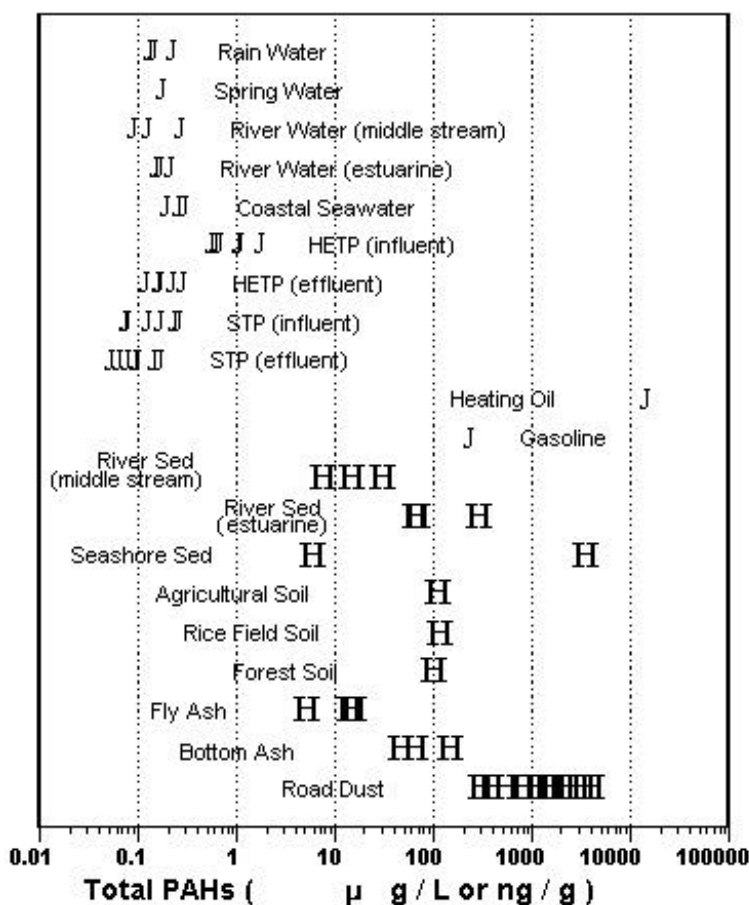 Rain Water
Spring Water
River Water (middle stream)
River Water (estuarine)
Coastal Seawater
HETP (influent)
HETP (effluent)
STP (influent)
STP (effluent)
Heating Oil
Gasoline
River Sed
(middle stream)
River Sed
(estuarine)
Seashore Sed
Agricultural Soil
Rice Field Soil
Forest Soil
Fly Ash
Bottom Ash
Road Dust
0.01 0.1 1 10 100 1000 10000 100000
Total PAHs ( μ g / L or ng / g )